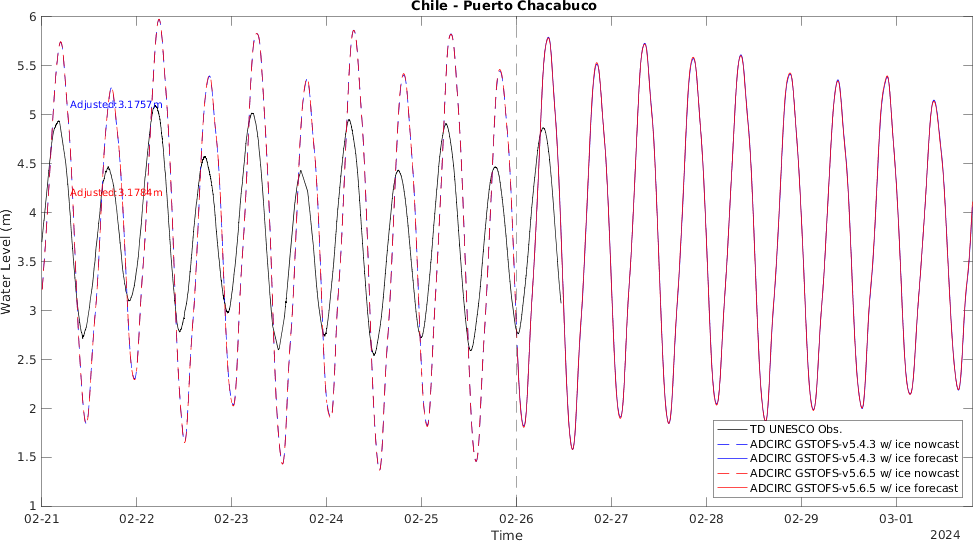 Chile - Puerto Chacabuco
6
5.5
5
4.5
4
3.5
3
2.5
2
1.5
1
Water Level (m)
Adjusted:3.1757m
Adjusted:3.1784m
TD UNESCO Obs.
ADCIRC GSTOFS-v5.4.3 w/ ice nowcast
ADCIRC GSTOFS-v5.4.3 w/ ice forecast
ADCIRC GSTOFS-v5.6.5 w/ ice nowcast
ADCIRC GSTOFS-v5.6.5 w/ ice forecast
02-21 02-22 02-23 02-24 02-25 02-26 02-27 02-28 02-29 03-01
Time
2024